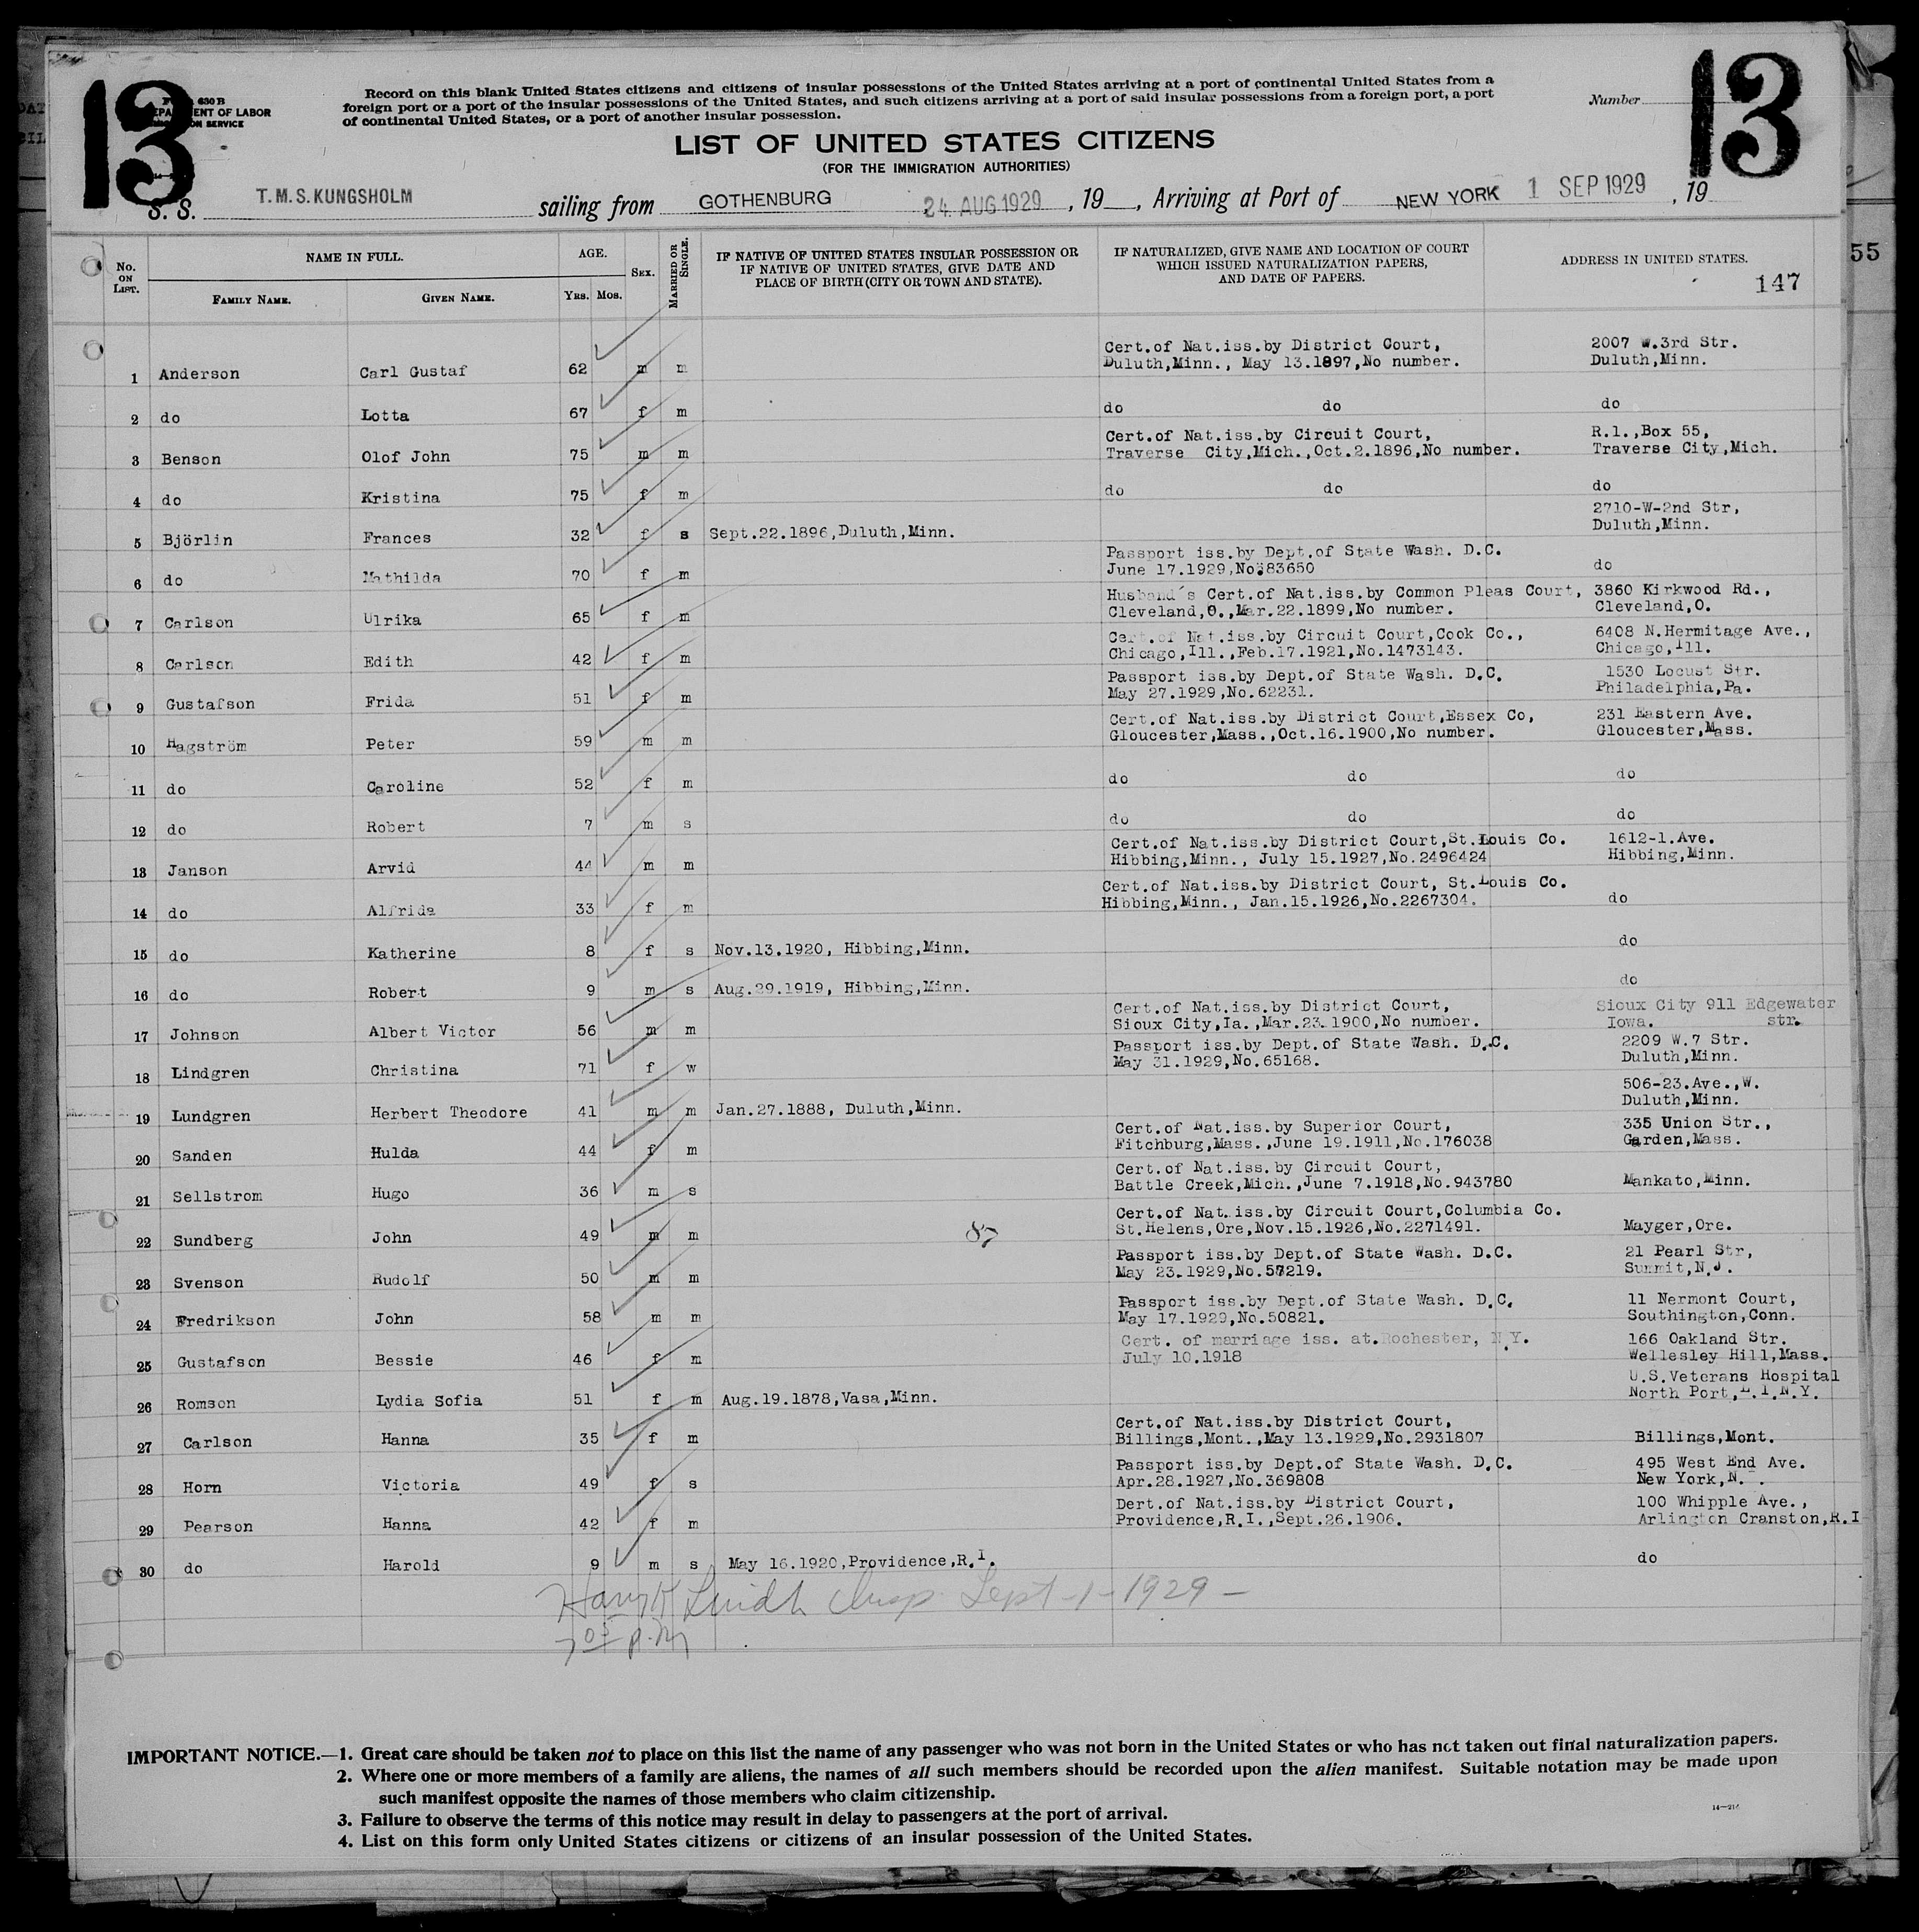 13
630 B
DEPARTMENT OF LABOR
IMMIGRATION SERVICE
Record on this blank United States citizens and citizens of insular possessions of the United States arriving at a port of continental United States from a
foreign port or a port of the insular possessions of the United States, and such citizens arriving at a port of said insular possessions from a foreign port, a port
of continental United States, or a port of another insular possession.
Number
13
LIST OF UNITED STATES CITIZENS
(FOR THE IMMIGRATION AUTHORITIES)
S. S. T.M.S.KUNGSHOLM sailing from GOTHENBURG 24 AUG 1929, 19 , Arriving at Port of NEW YORK 1 SEP 1929, 19
55
No. ON LIST. NAME IN FULL. FAMILY NAME. GIVEN NAME. AGE. YRS. MOS. SEX. MARRIED OR SINGLE. IF NATIVE OF UNITED STATES INSULAR POSSESSION OR IF NATIVE OF UNITED STATES, GIVE DATE AND PLACE OF BIRTH (CITY OR TOWN AND STATE). IF NATURALIZED, GIVE NAME AND LOCATION OF COURT WHICH ISSUED NATURALIZATION PAPERS, AND DATE OF PAPERS. ADDRESS IN UNITED STATES.
147
Cert.of Nat.iss.by District Court, 2007 W.3rd Str.
1 Anderson Carl Gustaf 62 m m Duluth,Minn., May 13.1897,No number. Duluth,Minn.
2 do Lotta 67 f m do do do
Cert.of Nat.iss.by Circuit Court, R.1.,Box 55,
3 Benson Olof John 75 m m Traverse City,Mich.,Oct.2.1896,No number. Traverse City,Mich.
4 do Kristina 75 f m do do do
2710-W-2nd Str,
5 Björlin Frances 32 f s Sept.22.1896,Duluth,Minn. Duluth,Minn.
Passport iss.by Dept.of State Wash. D.C.
6 do Mathilda 70 f m June 17.1929,No.83650 do
Husband's Cert.of Nat.iss.by Common Pleas Court, 3860 Kirkwood Rd.,
7 Carlson Ulrika 65 f m Cleveland,O.,Mar.22.1899,No number. Cleveland,O.
Cert.of Nat.iss.by Circuit Court,Cook Co., 6408 N.Hermitage Ave.,
8 Carlson Edith 42 f m Chicago,Ill.,Feb.17.1921,No.1473143. Chicago,Ill.
Passport iss.by Dept.of State Wash. D.C. 1530 Locust Str.
9 Gustafson Frida 51 f m May 27.1929,No.62231. Philadelphia,Pa.
Cert.of Nat.iss.by District Court,Essex Co, 231 Eastern Ave.
10 Hagström Peter 59 m m Gloucester,Mass.,Oct.16.1900,No number. Gloucester,Mass.
11 do Caroline 52 f m do do do
12 do Robert 7 m s do do do
Cert.of Nat.iss.by District Court,St.Louis Co. 1612-1.Ave.
13 Janson Arvid 44 m m Hibbing,Minn., July 15.1927,No.2496424 Hibbing,Minn.
Cert.of Nat.iss.by District Court, St.Louis Co.
14 do Alfrida 33 f m Hibbing,Minn., Jan.15.1926,No.2267304. do
15 do Katherine 8 f s Nov.13.1920, Hibbing,Minn. do
16 do Robert 9 m s Aug.29.1919, Hibbing,Minn. do
Cert.of Nat.iss.by District Court, Sioux City 911 Edgewater
17 Johnson Albert Victor 56 m m Sioux City,Ia.,Mar.23.1900,No number. Iowa. str.
Passport iss.by Dept.of State Wash. D.C. 2209 W.7 Str.
18 Lindgren Christina 71 f w May 31.1929,No.65168. Duluth,Minn.
506-23.Ave.,W.
19 Lundgren Herbert Theodore 41 m m Jan.27.1888, Duluth,Minn. Duluth,Minn.
Cert.of Nat.iss.by Superior Court, 335 Union Str.,
20 Sanden Hulda 44 f m Fitchburg,Mass.,June 19.1911,No.176038 Garden,Mass.
Cert.of Nat.iss.by Circuit Court,
21 Sellstrom Hugo 36 m s Battle Creek,Mich.,June 7.1918,No.943780 Mankato,Minn.
Cert.of Nat.iss.by Circuit Court,Columbia Co.
22 Sundberg John 49 m m St.Helens,Ore,Nov.15.1926,No.2271491. Mayger,Ore.
Passport iss.by Dept.of State Wash. D.C. 21 Pearl Str,
23 Svenson Rudolf 50 m m May 23.1929,No.57219. Summit,N.J.
Passport iss.by Dept.of State Wash. D.C. 11 Nermont Court,
24 Fredrikson John 58 m m May 17.1929,No.50821. Southington,Conn.
Cert. of marriage iss. at.Rochester, N.Y. 166 Oakland Str.
25 Gustafson Bessie 46 f m July 10.1918 Wellesley Hill,Mass.
U.S.Veterans Hospital
26 Romson Lydia Sofia 51 f m Aug.19.1878,Vasa,Minn. North Port,L.I.N.Y.
Cert.of Nat.iss.by District Court,
27 Carlson Hanna 35 f m Billings,Mont.,May 13.1929,No.2931807 Billings,Mont.
Passport iss.by Dept.of State Wash. D.C. 495 West End Ave.
28 Horn Victoria 49 f s Apr.28.1927,No.369808 New York,N.
Dert.of Nat.iss.by District Court, 100 Whipple Ave.,
29 Pearson Hanna 42 f m Providence,R.I.,Sept.26.1906. Arlington Cranston,R.I
30 do Harold 9 m s May 16.1920,Providence,R.I. do
Lindh Insp Sept-1-1929-
7 05 P.M
IMPORTANT NOTICE.—1. Great care should be taken not to place on this list the name of any passenger who was not born in the United States or who has not taken out final naturalization papers.
2. Where one or more members of a family are aliens, the names of all such members should be recorded upon the alien manifest. Suitable notation may be made upon
such manifest opposite the names of those members who claim citizenship.
3. Failure to observe the terms of this notice may result in delay to passengers at the port of arrival.
4. List on this form only United States citizens or citizens of an insular possession of the United States.